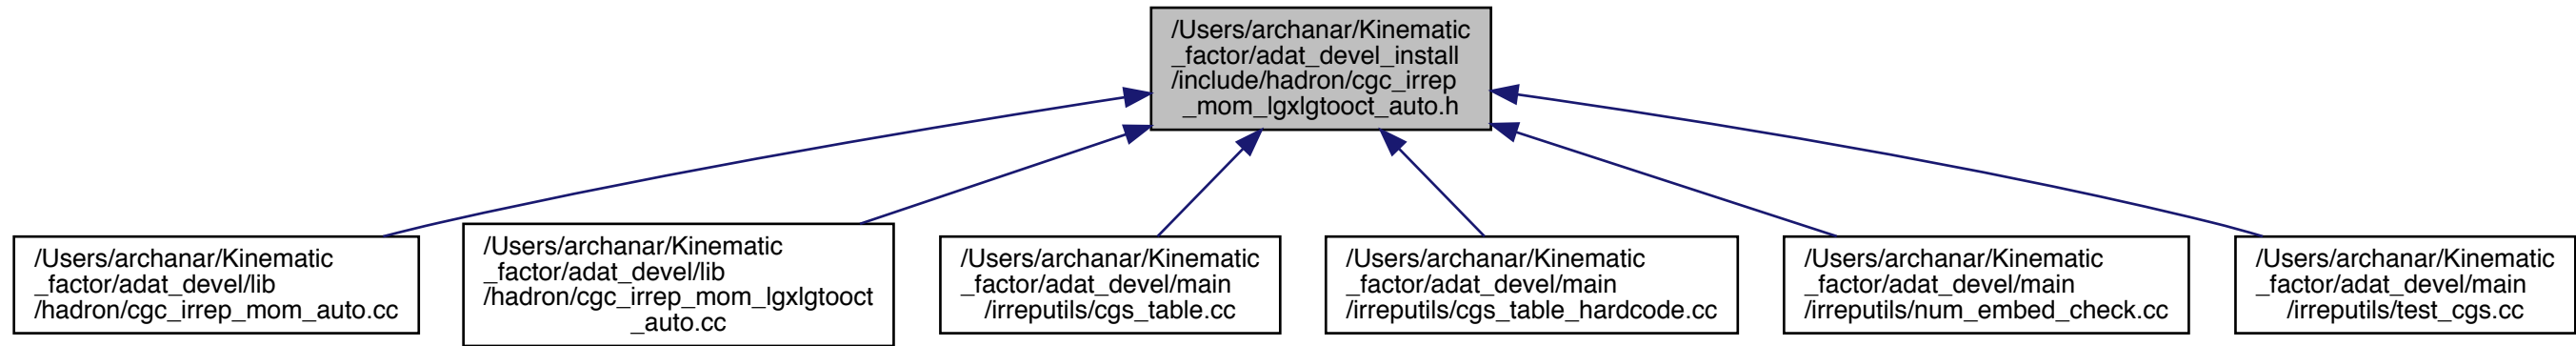 /Users/archanar/Kinematic
_factor/adat_devel_install
/include/hadron/cgc_irrep
_mom_lgxlgtooct_auto.h
/Users/archanar/Kinematic
_factor/adat_devel/lib
/hadron/cgc_irrep_mom_auto.cc
/Users/archanar/Kinematic
_factor/adat_devel/lib
/hadron/cgc_irrep_mom_lgxlgtooct
_auto.cc
/Users/archanar/Kinematic
_factor/adat_devel/main
/irreputils/cgs_table.cc
/Users/archanar/Kinematic
_factor/adat_devel/main
/irreputils/cgs_table_hardcode.cc
/Users/archanar/Kinematic
_factor/adat_devel/main
/irreputils/num_embed_check.cc
/Users/archanar/Kinematic
_factor/adat_devel/main
/irreputils/test_cgs.cc